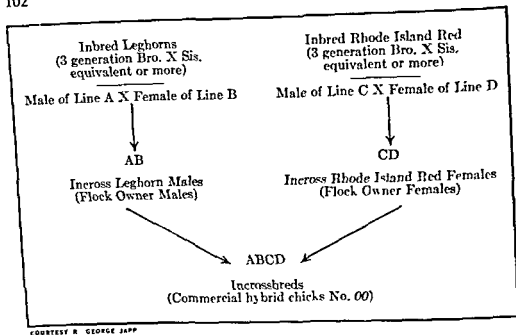 102
Inbred Leghorns
(3 generation Bro. X Sis.
equivalent or more)
Male of Line A X Female of Line B
AB
Incross Leghorn Males
(Flock Owner Males)
Inbred Rhode Island Red
(3 generation Bro. X Sis.
equivalent or more)
Male of Line C X Female of Line D
CD
Incross Rhode Island Red Females
(Flock Owner Females)
ABCD
Incrossbreds
(Commercial hybrid chicks No. 00)
COURTESY R GEORGE JAPP